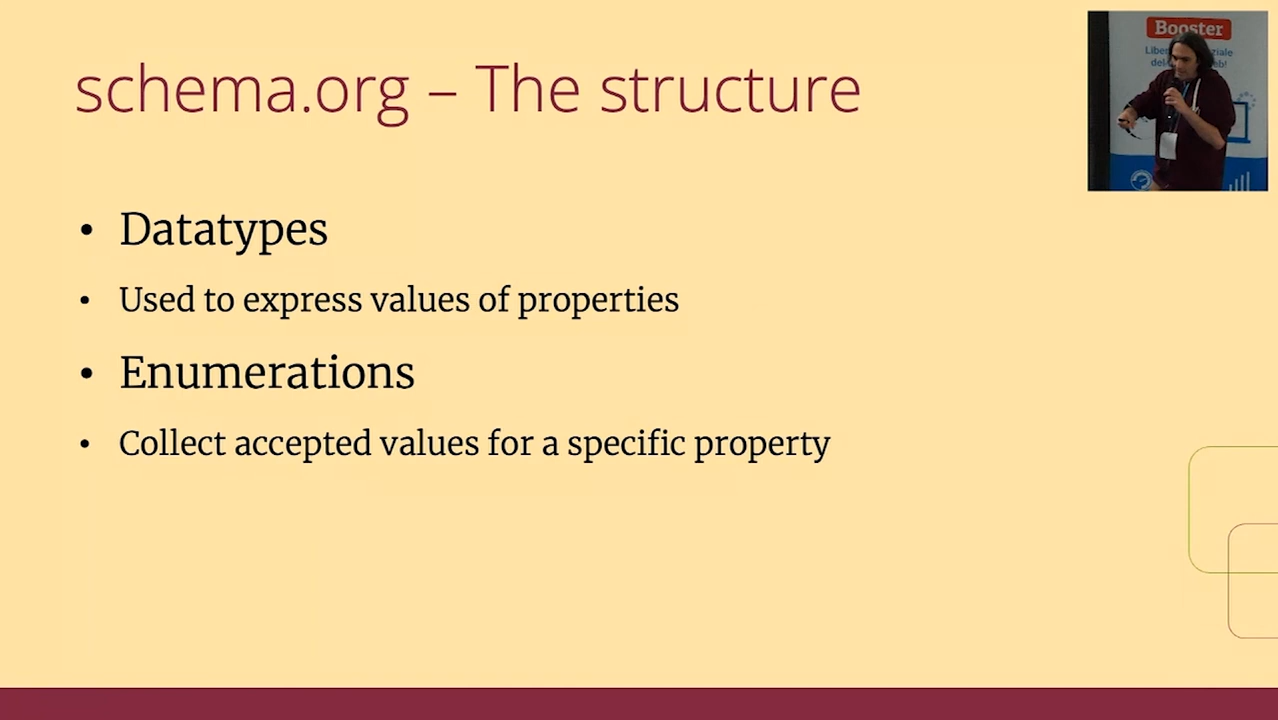 schema.org – The structure
• Datatypes
• Used to express values of properties
• Enumerations
• Collect accepted values for a specific property
Booster